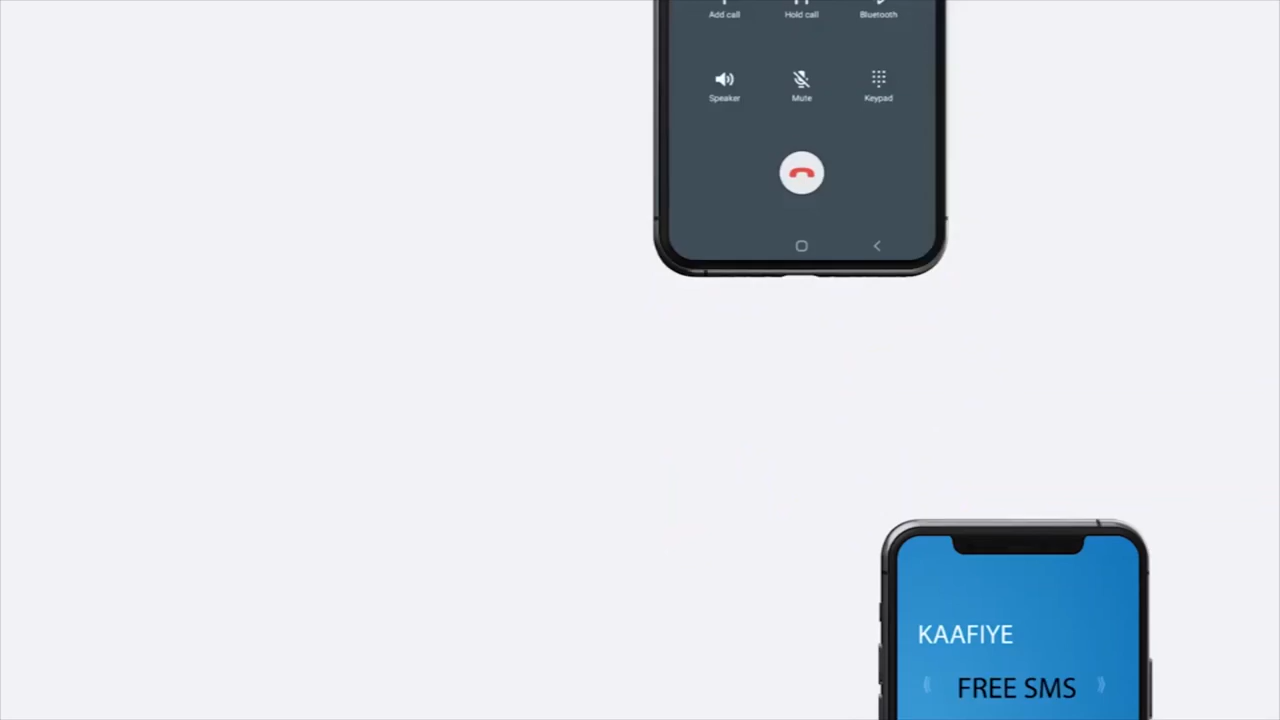 Add call Hold call Bluetooth
Speaker Mute Keypad
KAAFIYE
FREE SMS